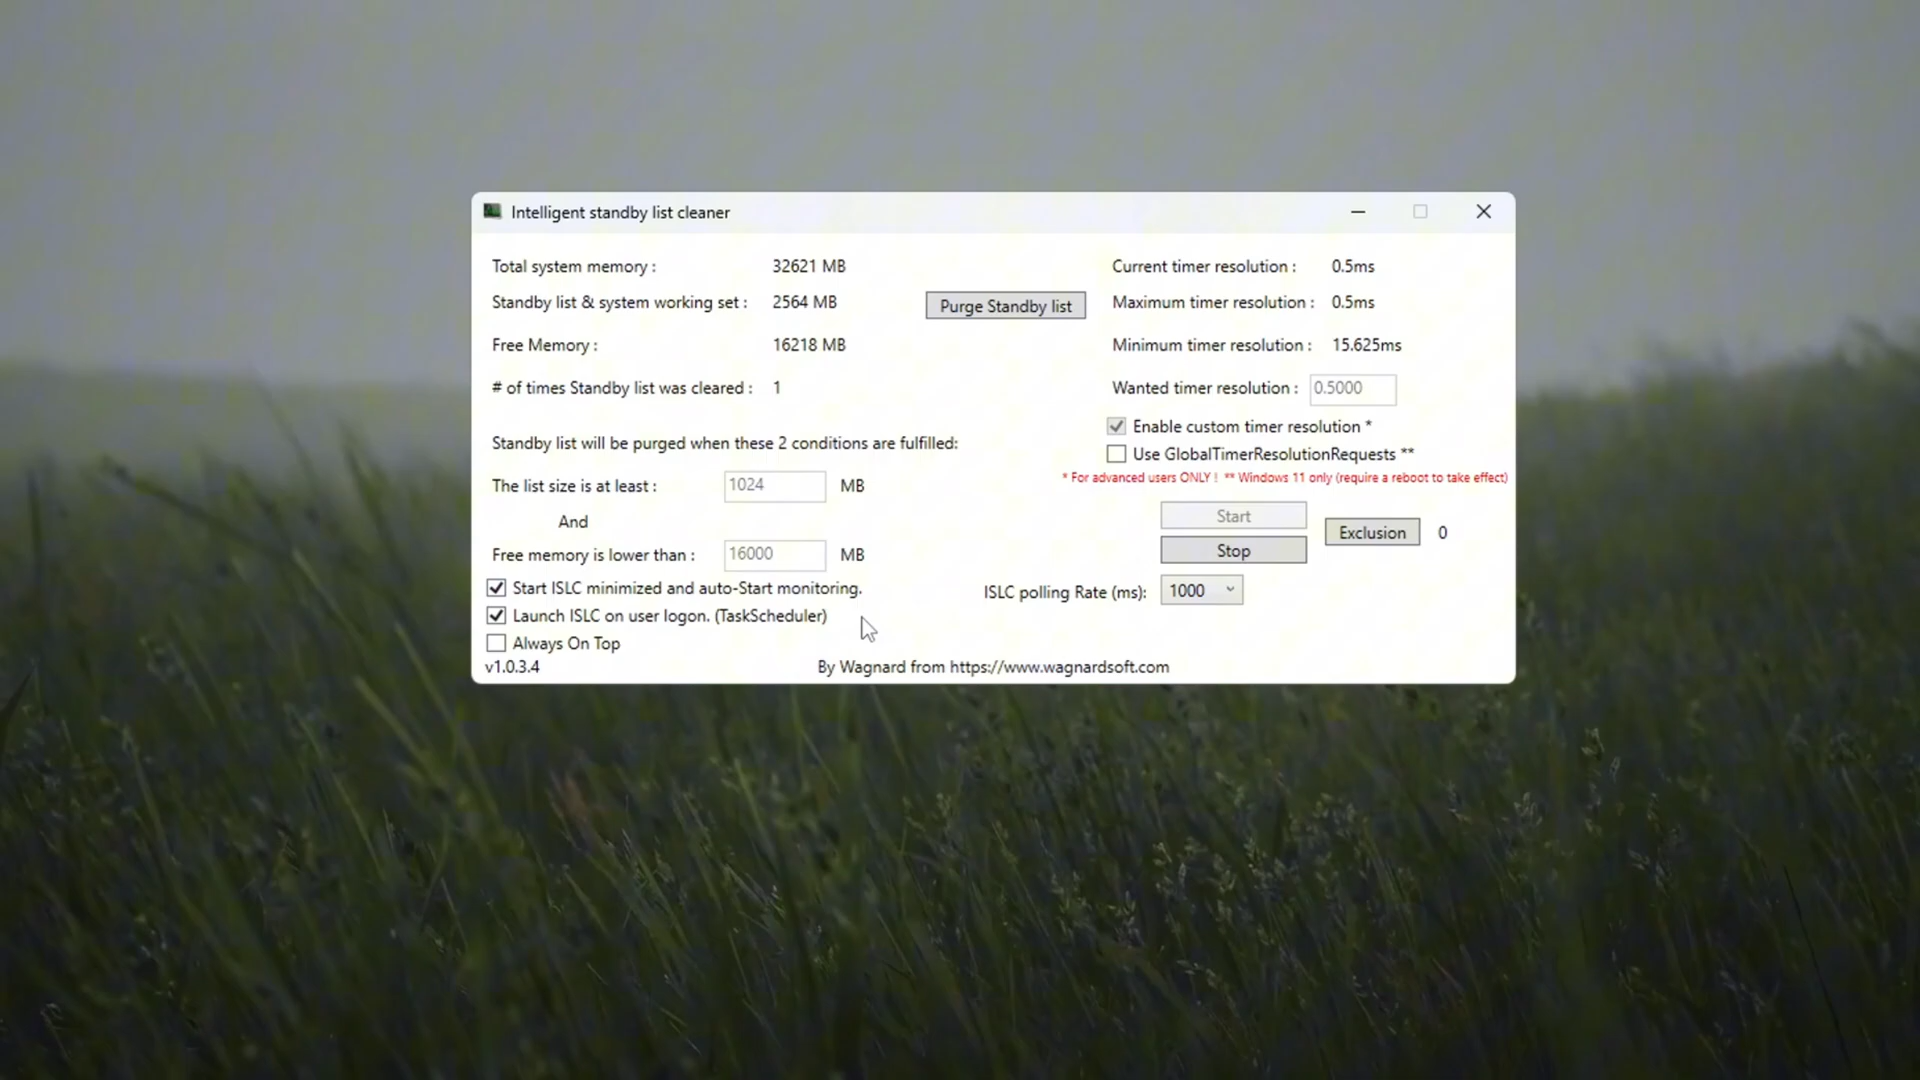 Intelligent standby list cleaner
Total system memory : 32621 MB
Standby list & system working set : 2564 MB
Purge Standby list
Free Memory : 16218 MB
# of times Standby list was cleared : 1
Standby list will be purged when these 2 conditions are fulfilled:
The list size is at least : 1024 MB
And
Free memory is lower than : 16000 MB
Start ISLC minimized and auto-Start monitoring.
Launch ISLC on user logon. (TaskScheduler)
Always On Top
v1.0.3.4
Current timer resolution : 0.5ms
Maximum timer resolution : 0.5ms
Minimum timer resolution : 15.625ms
Wanted timer resolution : 0.5000
Enable custom timer resolution *
Use GlobalTimerResolutionRequests **
* For advanced users ONLY ! ** Windows 11 only (require a reboot to take effect)
Start
Stop
Exclusion 0
ISLC polling Rate (ms): 1000
By Wagnard from https://www.wagnardsoft.com